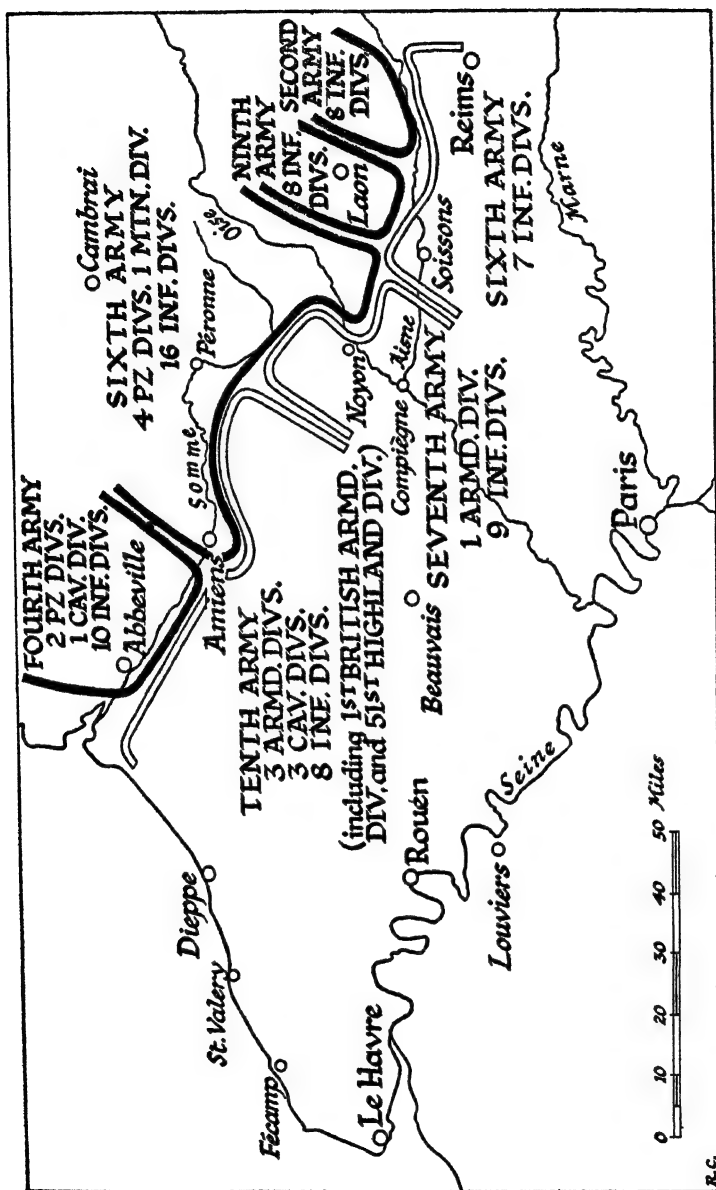 FOURTH ARMY
2 PZ DIVS.
1 CAV. DIV.
10 INF. DIVS.
Abbeville
Cambrai
SIXTH ARMY
4 PZ DIVS. 1 MTN. DIV.
16 INF. DIVS.
Péronne
Somme
Oise
NINTH
ARMY
8 INF.
DIVS.
SECOND
ARMY
8 INF.
DIVS.
Laon
Amiens
Noyon
Soissons
Reims
Compiègne
Aisne
SIXTH ARMY
7 INF. DIVS.
Marne
TENTH ARMY
3 ARMD. DIVS.
3 CAV. DIVS.
8 INF. DIVS.
(including 1ST BRITISH ARMD.
DIV. and 51ST HIGHLAND DIV.)
Beauvais
SEVENTH ARMY
1 ARMD. DIV.
9 INF. DIVS.
Paris
Dieppe
St. Valery
Fécamp
Le Havre
Rouén
Louviers
Seine
0 10 20 30 40 50 Miles
R.C.